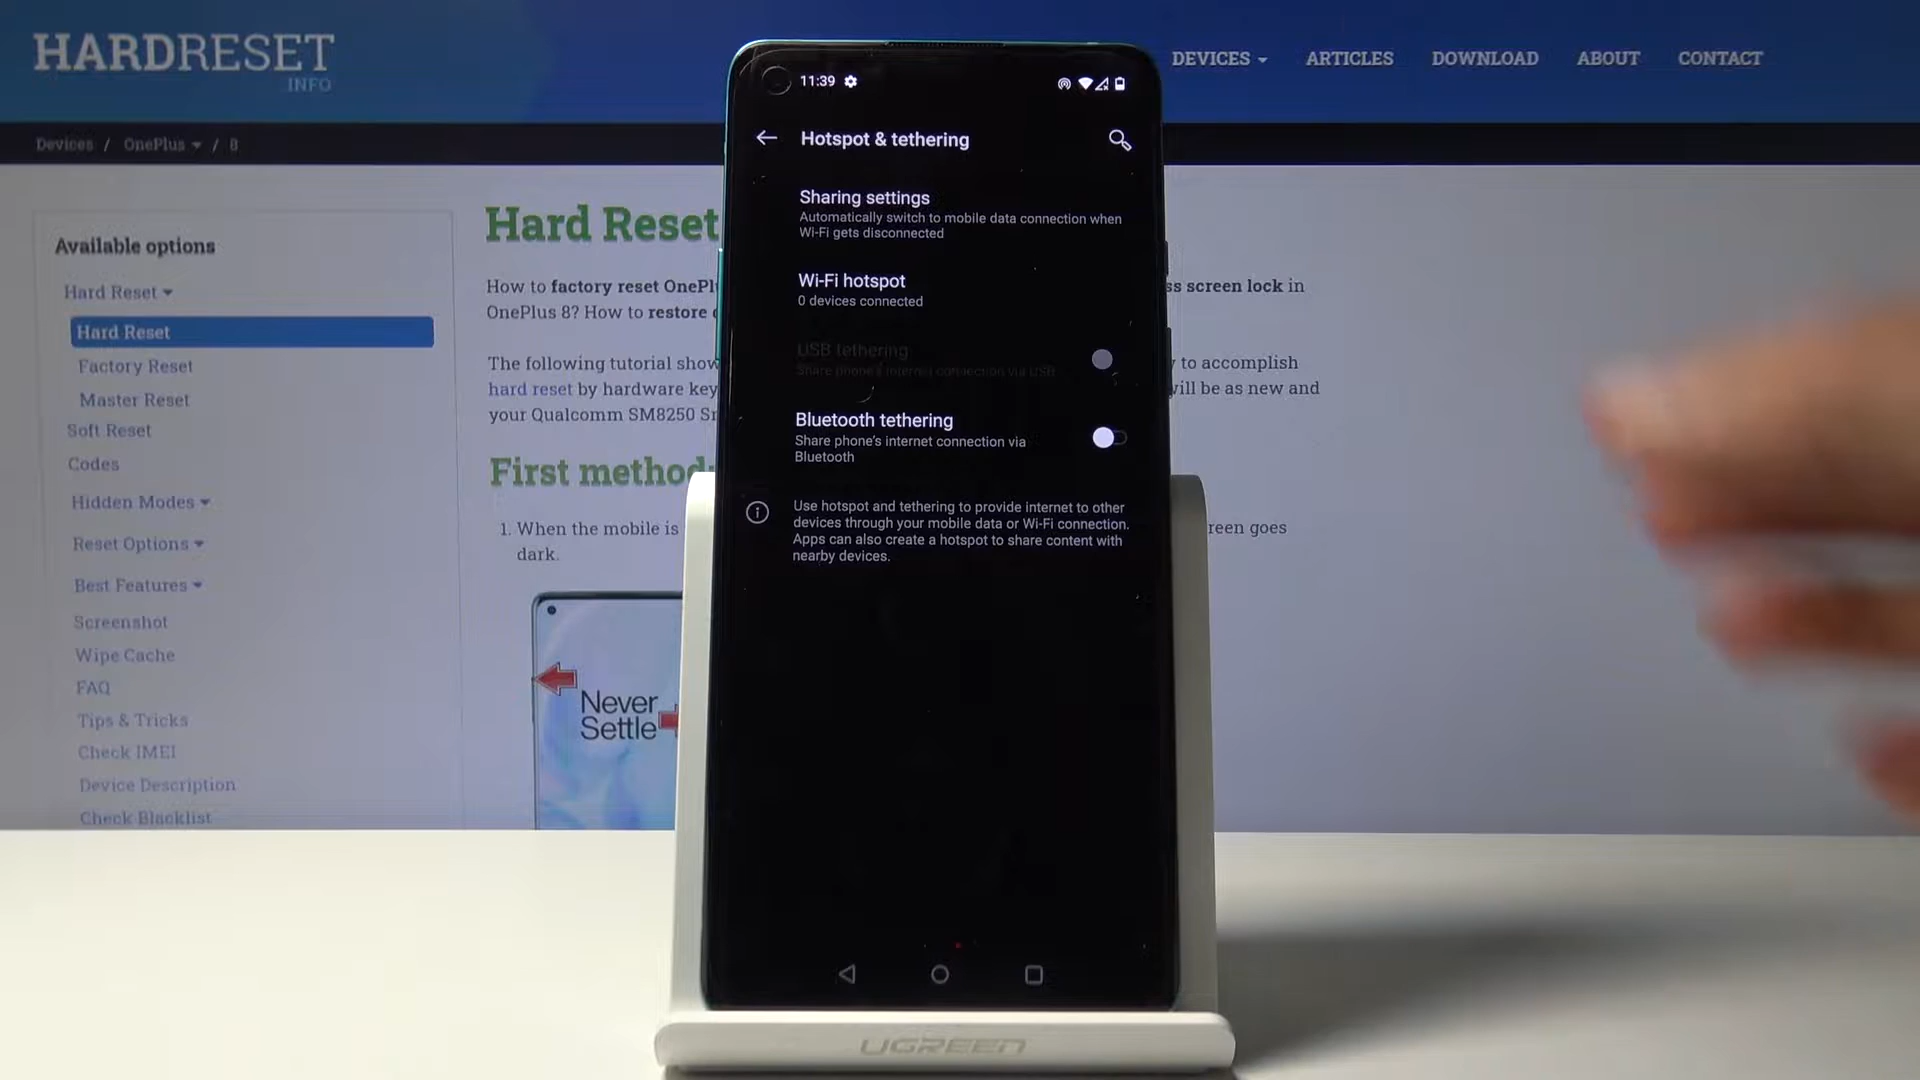 HARDRESET
INFO
DEVICES
ARTICLES
DOWNLOAD
ABOUT
CONTACT
Devices / OnePlus / 8
Available options
Hard Reset
Hard Reset
Factory Reset
Master Reset
Soft Reset
Codes
Hidden Modes
Reset Options
Best Features
Screenshot
Wipe Cache
FAQ
Tips & Tricks
Check IMEI
Device Description
Check Blacklist
Hard Reset
How to factory reset
screen lock in
OnePlus 8? How to restore
The following tutorial
to accomplish
hard reset by hardware
will be as new and
your Qualcomm SM8250
First method:
1. When the mobile is
goes
dark.
Never
Settle
11:39
Hotspot & tethering
Sharing settings
Automatically switch to mobile data connection when
Wi-Fi gets disconnected
Wi-Fi hotspot
0 devices connected
USB tethering
Share phone's internet connection via USB
Bluetooth tethering
Share phone's internet connection via
Bluetooth
Use hotspot and tethering to provide internet to other
devices through your mobile data or Wi-Fi connection.
Apps can also create a hotspot to share content with
nearby devices.
UGREEN